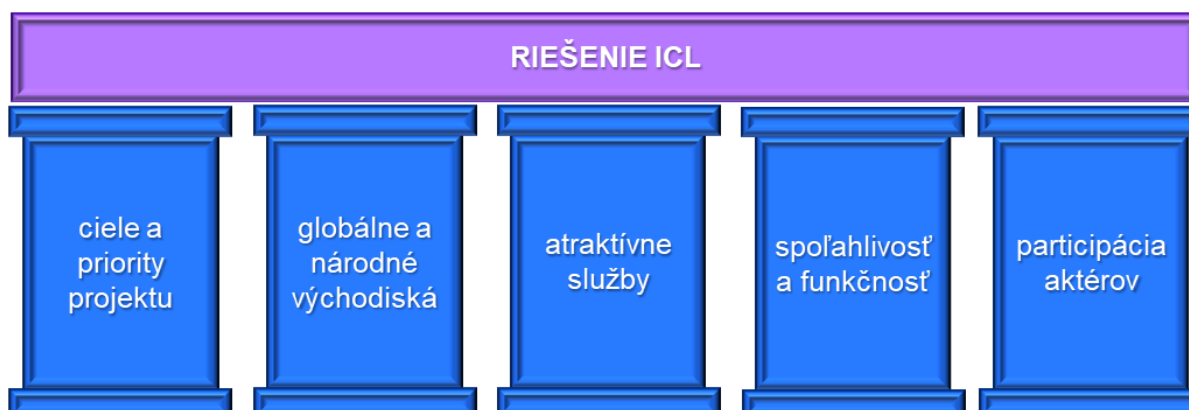 RIEŠENIE ICL
ciele a
priority
projektu
globálne a
národné
východiská
atraktívne
služby
spoľahlivosť
a funkčnosť
participácia
aktérov